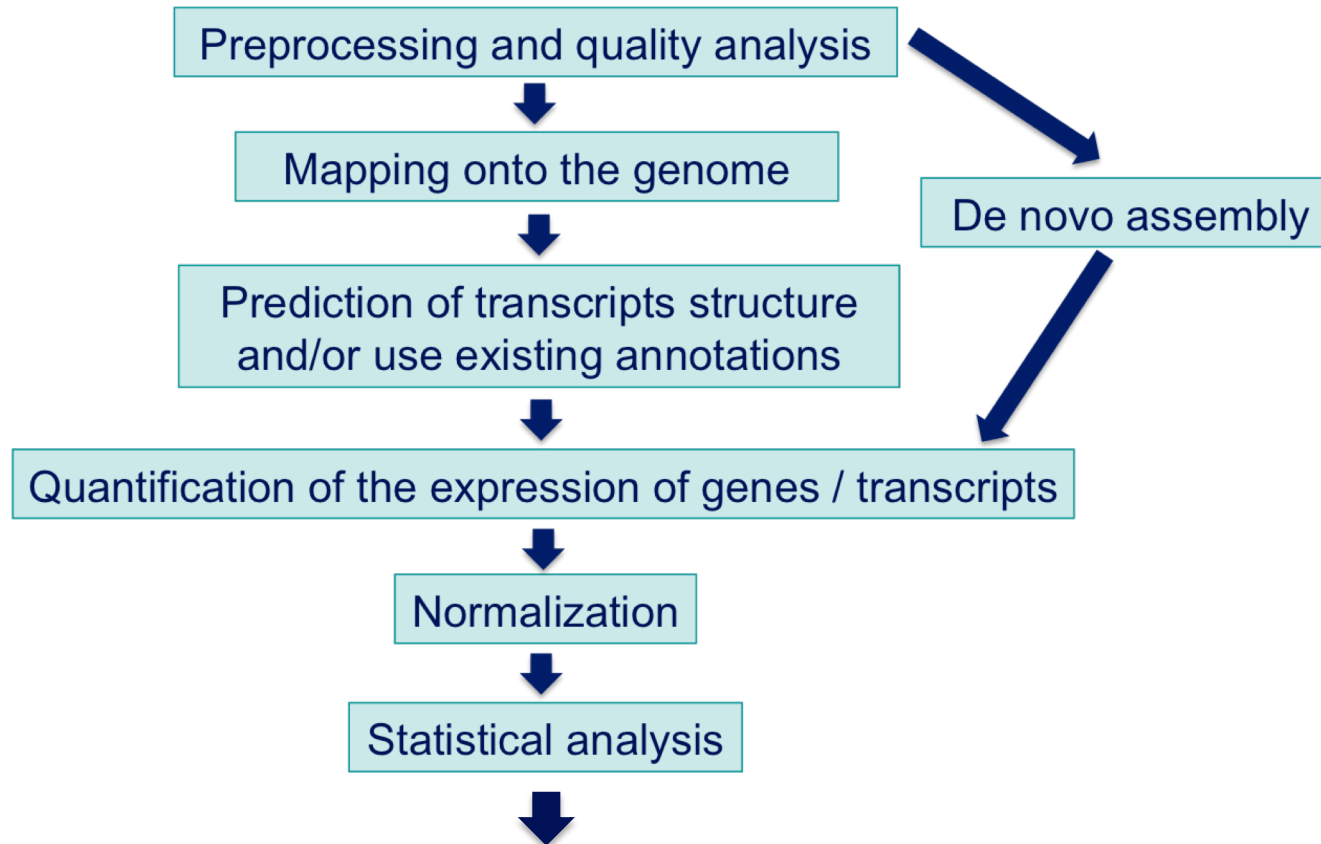 Preprocessing and quality analysis
Mapping onto the genome
De novo assembly
Prediction of transcripts structure
and/or use existing annotations
Quantification of the expression of genes / transcripts
Normalization
Statistical analysis